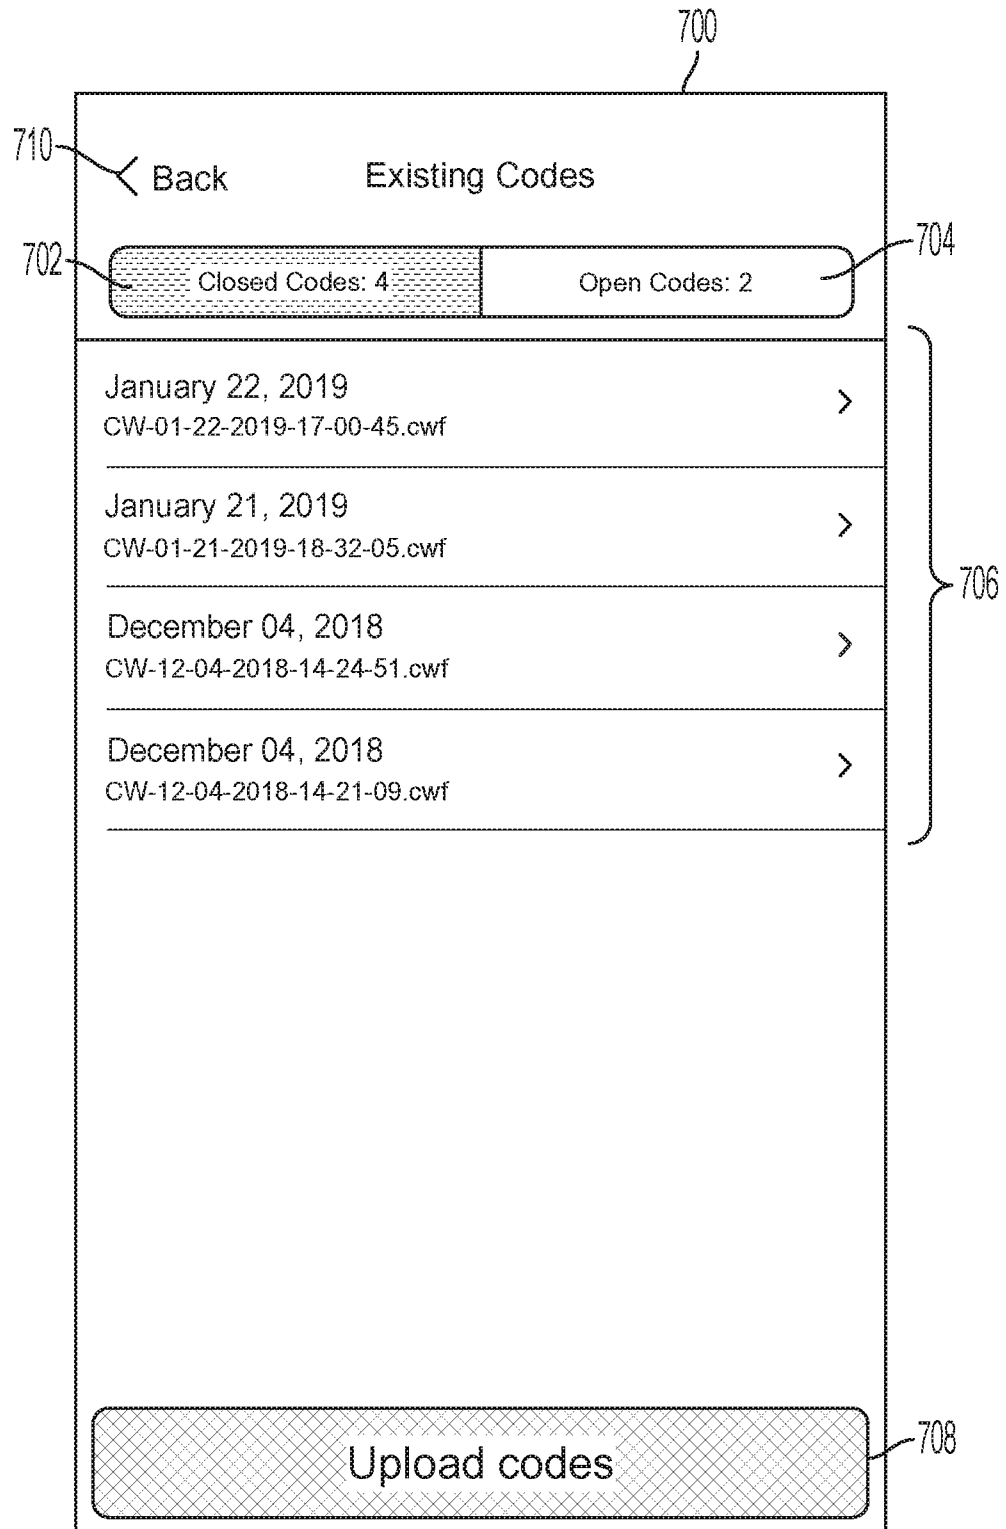 700
710
Back Existing Codes
702
Closed Codes: 4 Open Codes: 2
704
January 22, 2019
CW-01-22-2019-17-00-45.cwf
January 21, 2019
CW-01-21-2019-18-32-05.cwf
706
December 04, 2018
CW-12-04-2018-14-24-51.cwf
December 04, 2018
CW-12-04-2018-14-21-09.cwf
Upload codes
708